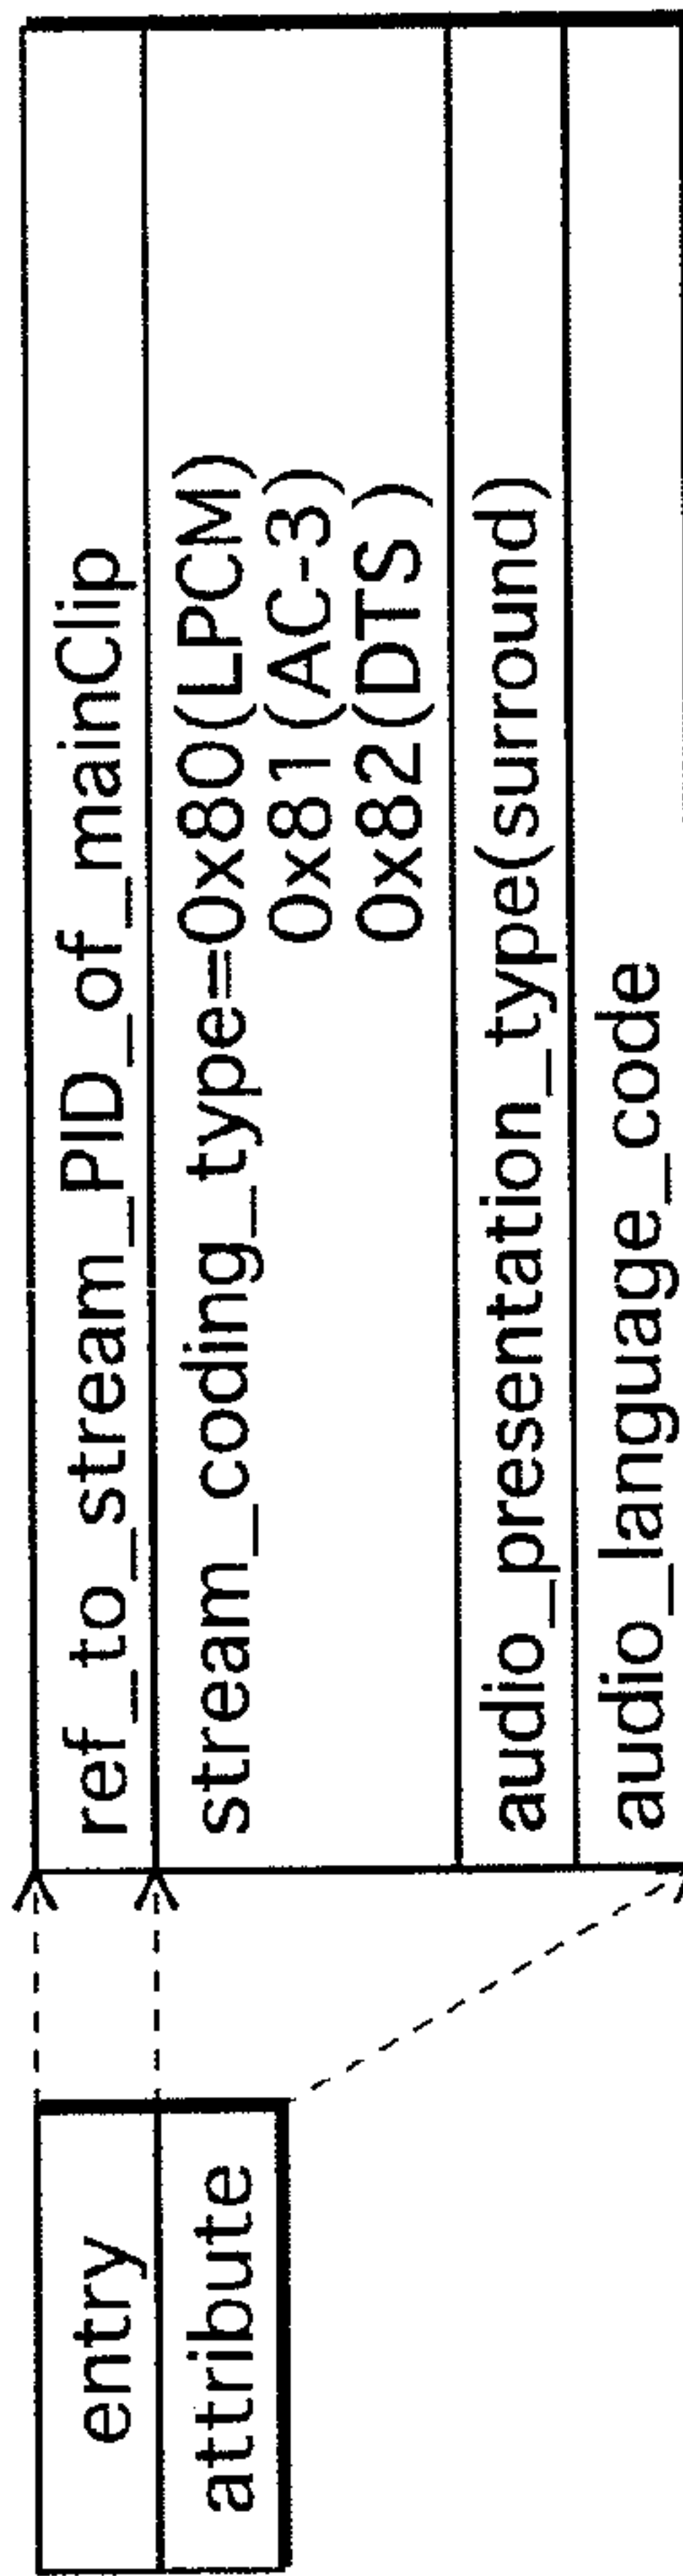 entry
attribute
ref_to_stream_PID_of_mainClip
stream_coding_type=0x80(LPCM)
0x81(AC-3)
0x82(DTS )
audio_presentation_type(surround)
audio_language_code